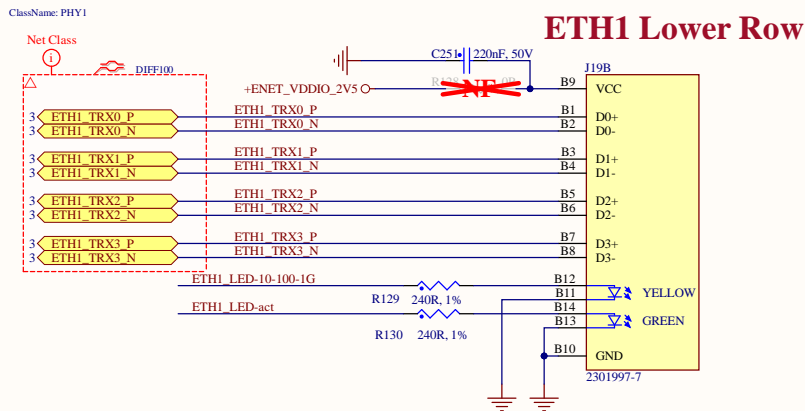 ClassName: PHY1
ETH1 Lower Row
Net Class
i
DIFF100
C251
220nF, 50V
J19B
+ENET_VDDIO_2V5
R128
NF
0R
B9
VCC
3
ETH1_TRX0_P
ETH1_TRX0_P
B1
D0+
3
ETH1_TRX0_N
ETH1_TRX0_N
B2
D0-
3
ETH1_TRX1_P
ETH1_TRX1_P
B3
D1+
3
ETH1_TRX1_N
ETH1_TRX1_N
B4
D1-
3
ETH1_TRX2_P
ETH1_TRX2_P
B5
D2+
3
ETH1_TRX2_N
ETH1_TRX2_N
B6
D2-
3
ETH1_TRX3_P
ETH1_TRX3_P
B7
D3+
3
ETH1_TRX3_N
ETH1_TRX3_N
B8
D3-
ETH1_LED-10-100-1G
B12
R129
240R, 1%
B11
YELLOW
ETH1_LED-act
B14
R130
240R, 1%
B13
GREEN
B10
GND
2301997-7